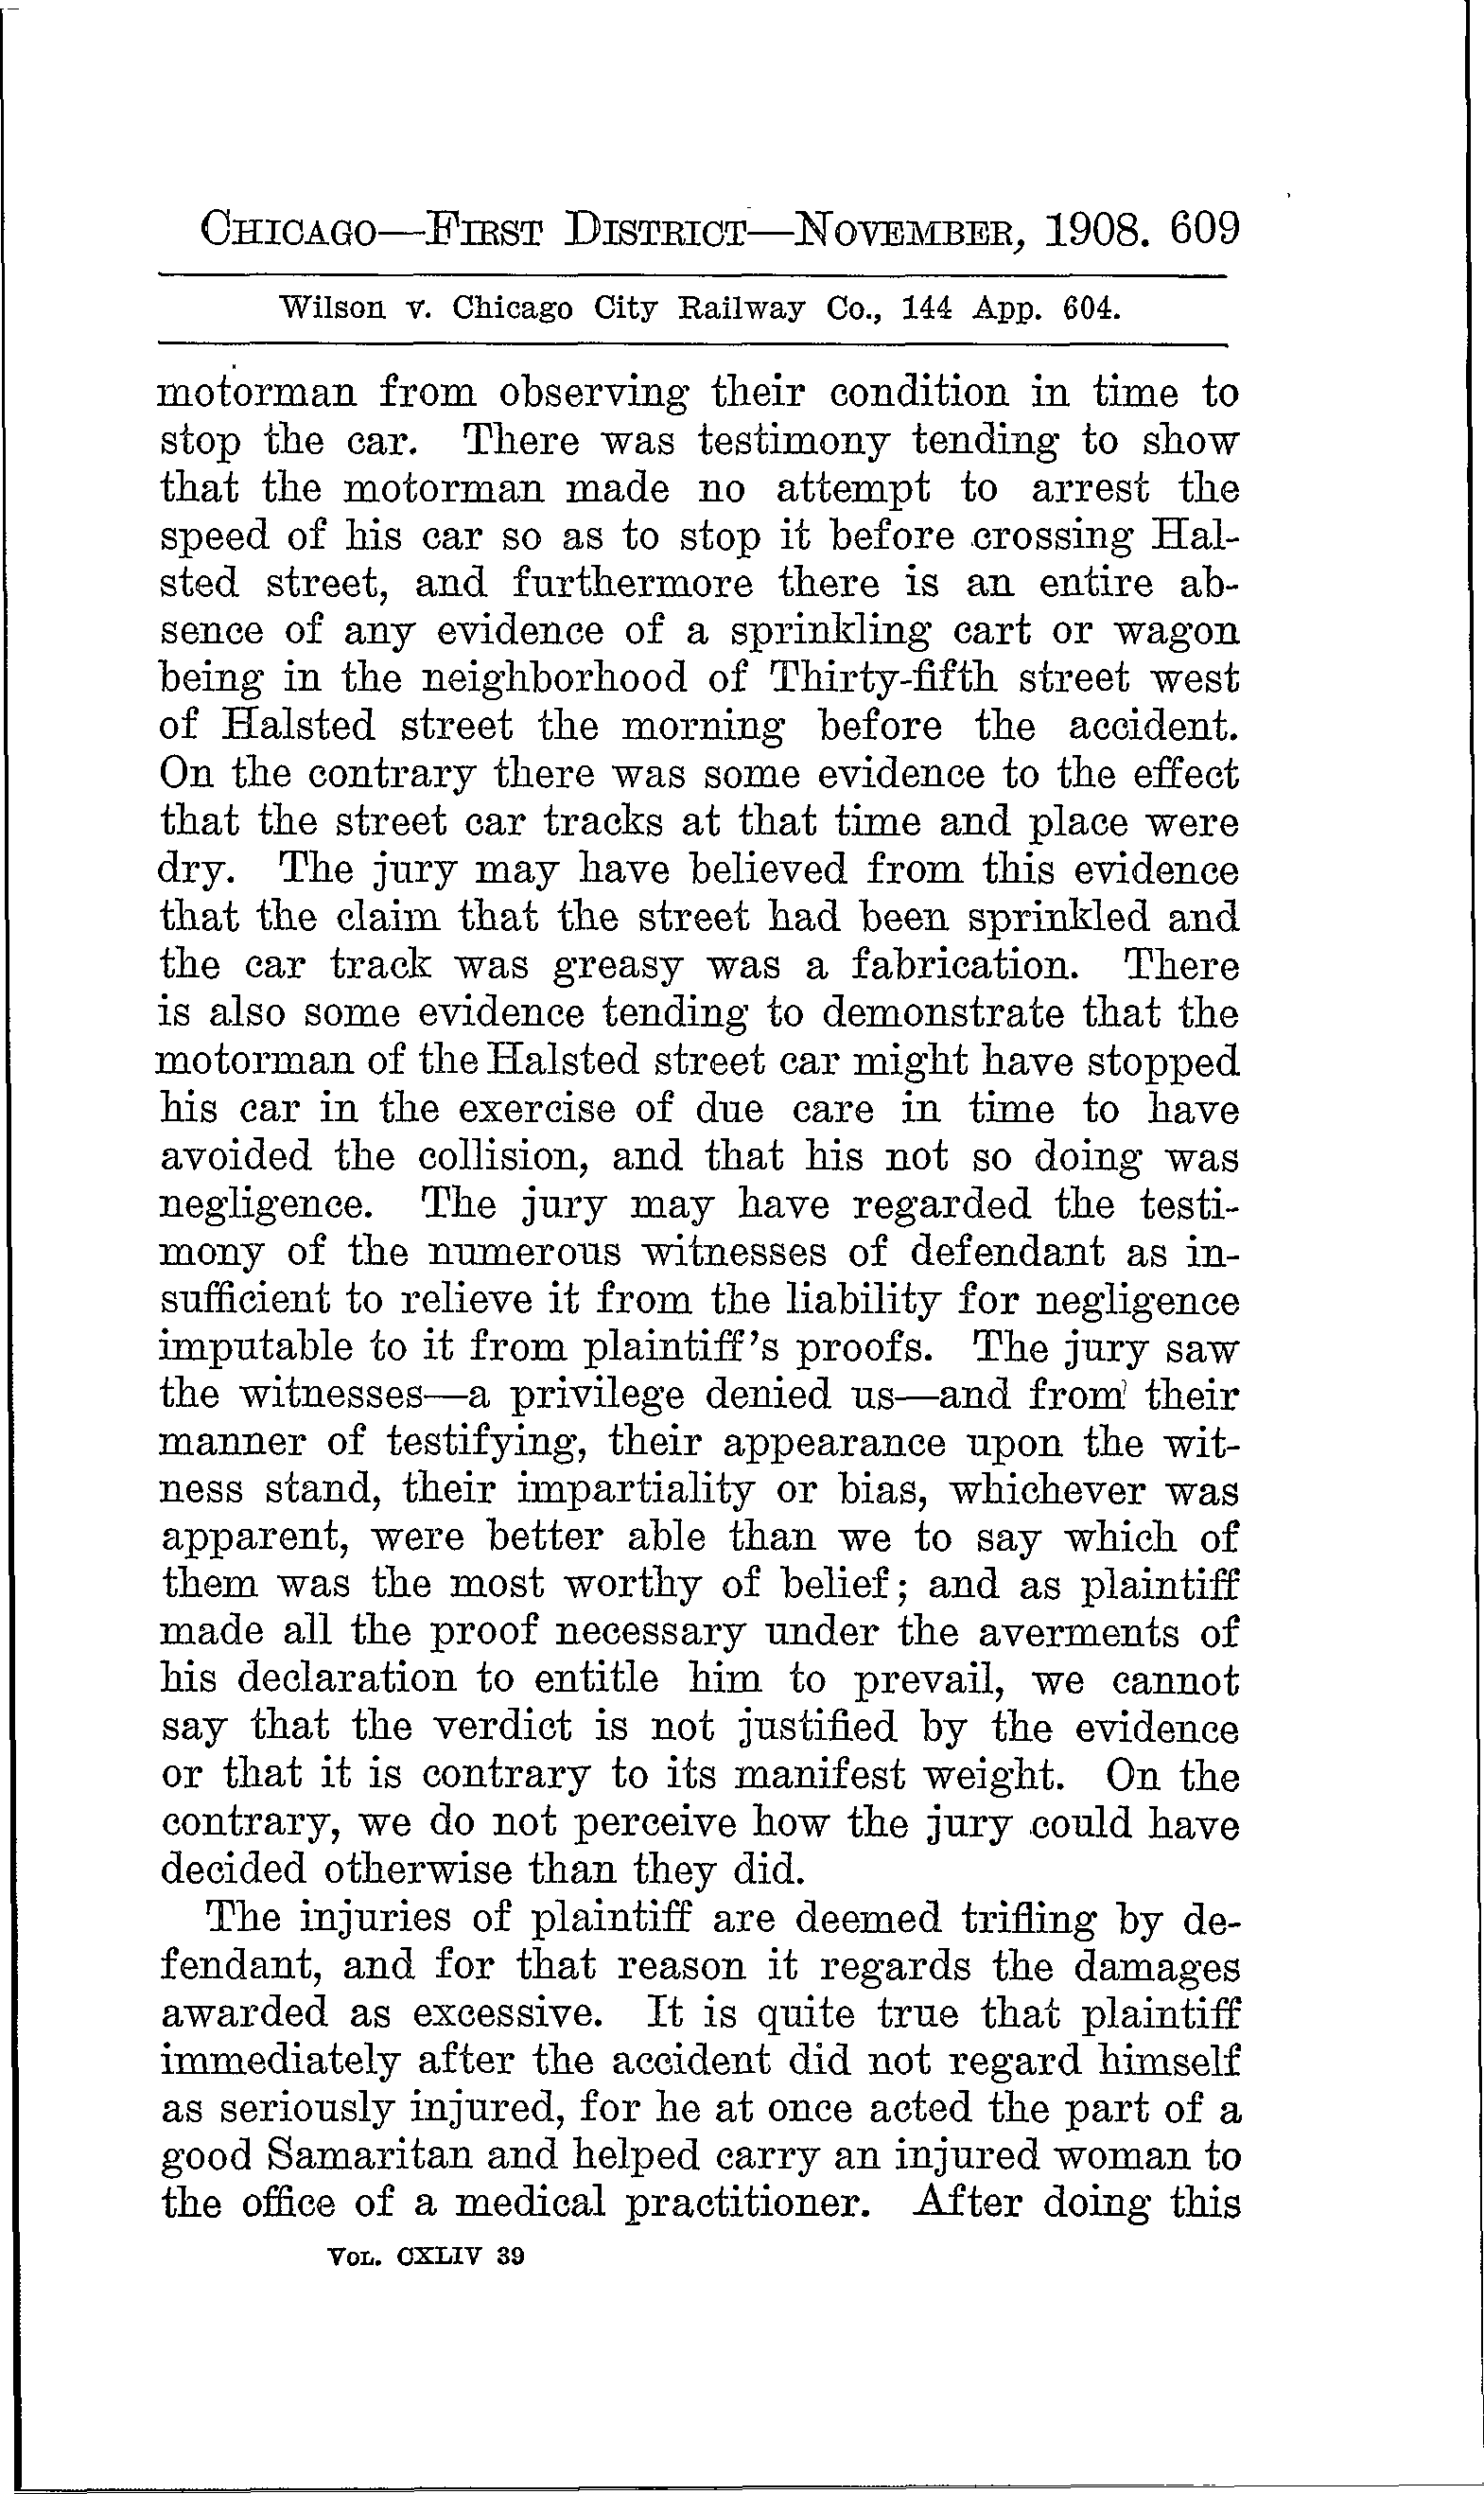 CHICAGO—FIRST DISTRICT—NOVEMBER, 1908. 609
Wilson v. Chicago City Railway Co., 144 App. 604.
motorman from observing their condition in time to
stop the car. There was testimony tending to show
that the motorman made no attempt to arrest the
speed of his car so as to stop it before crossing Hal-
sted street, and furthermore there is an entire ab-
sence of any evidence of a sprinkling cart or wagon
being in the neighborhood of Thirty-fifth street west
of Halsted street the morning before the accident.
On the contrary there was some evidence to the effect
that the street car tracks at that time and place were
dry. The jury may have believed from this evidence
that the claim that the street had been sprinkled and
the car track was greasy was a fabrication. There
is also some evidence tending to demonstrate that the
motorman of the Halsted street car might have stopped
his car in the exercise of due care in time to have
avoided the collision, and that his not so doing was
negligence. The jury may have regarded the testi-
mony of the numerous witnesses of defendant as in-
sufficient to relieve it from the liability for negligence
imputable to it from plaintiff's proofs. The jury saw
the witnesses—a privilege denied us—and from their
manner of testifying, their appearance upon the wit-
ness stand, their impartiality or bias, whichever was
apparent, were better able than we to say which of
them was the most worthy of belief; and as plaintiff
made all the proof necessary under the averments of
his declaration to entitle him to prevail, we cannot
say that the verdict is not justified by the evidence
or that it is contrary to its manifest weight. On the
contrary, we do not perceive how the jury could have
decided otherwise than they did.
The injuries of plaintiff are deemed trifling by de-
fendant, and for that reason it regards the damages
awarded as excessive. It is quite true that plaintiff
immediately after the accident did not regard himself
as seriously injured, for he at once acted the part of a
good Samaritan and helped carry an injured woman to
the office of a medical practitioner. After doing this
VOL. CXLIV 39